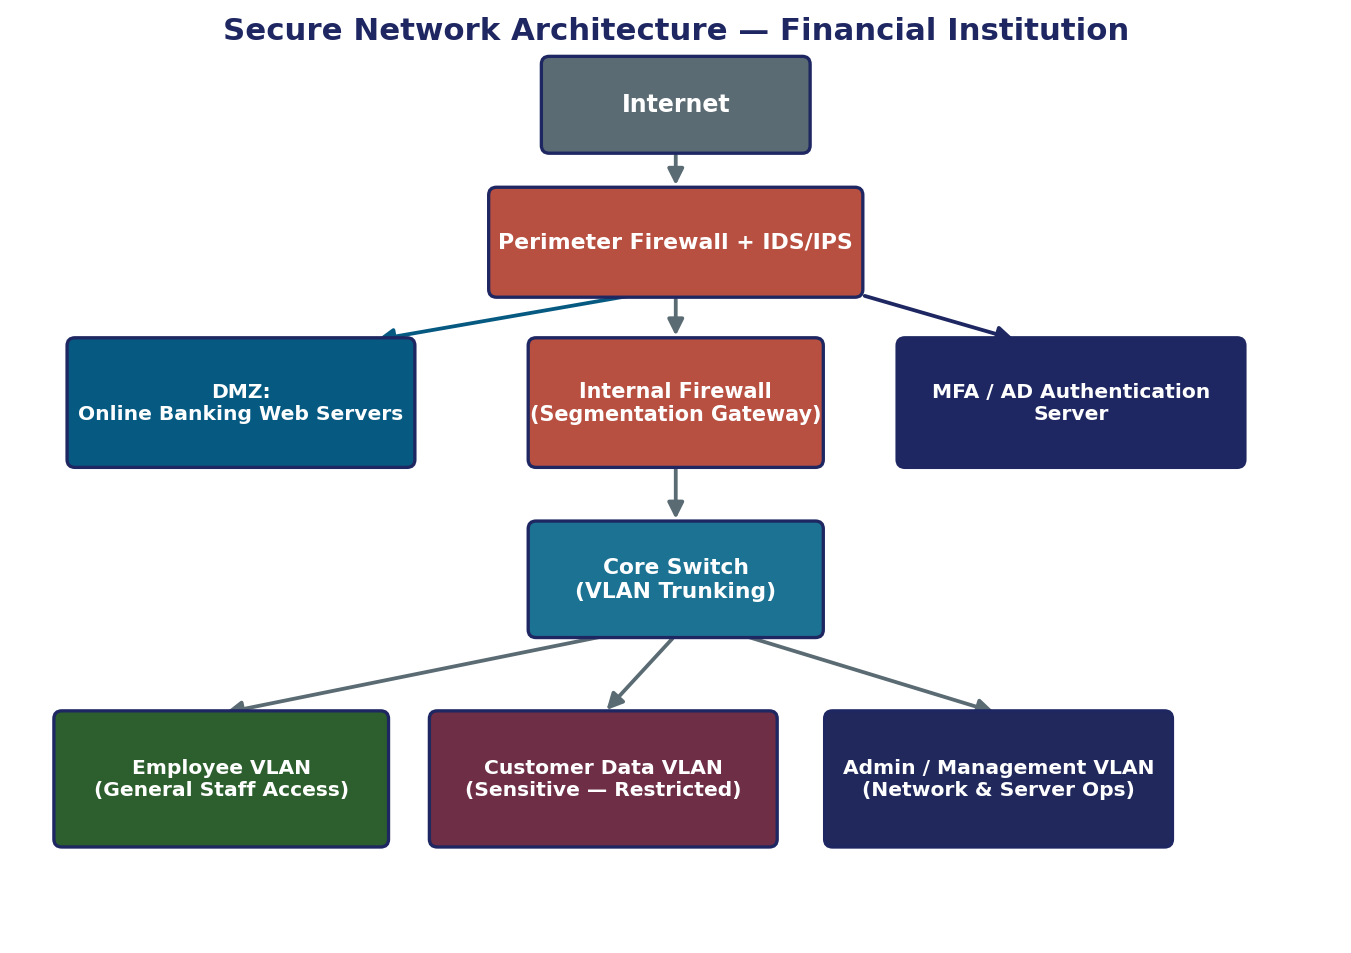 Secure Network Architecture — Financial Institution
Internet
Perimeter Firewall + IDS/IPS
DMZ:
Online Banking Web Servers
Internal Firewall
(Segmentation Gateway)
MFA / AD Authentication
Server
Core Switch
(VLAN Trunking)
Employee VLAN
(General Staff Access)
Customer Data VLAN
(Sensitive — Restricted)
Admin / Management VLAN
(Network & Server Ops)